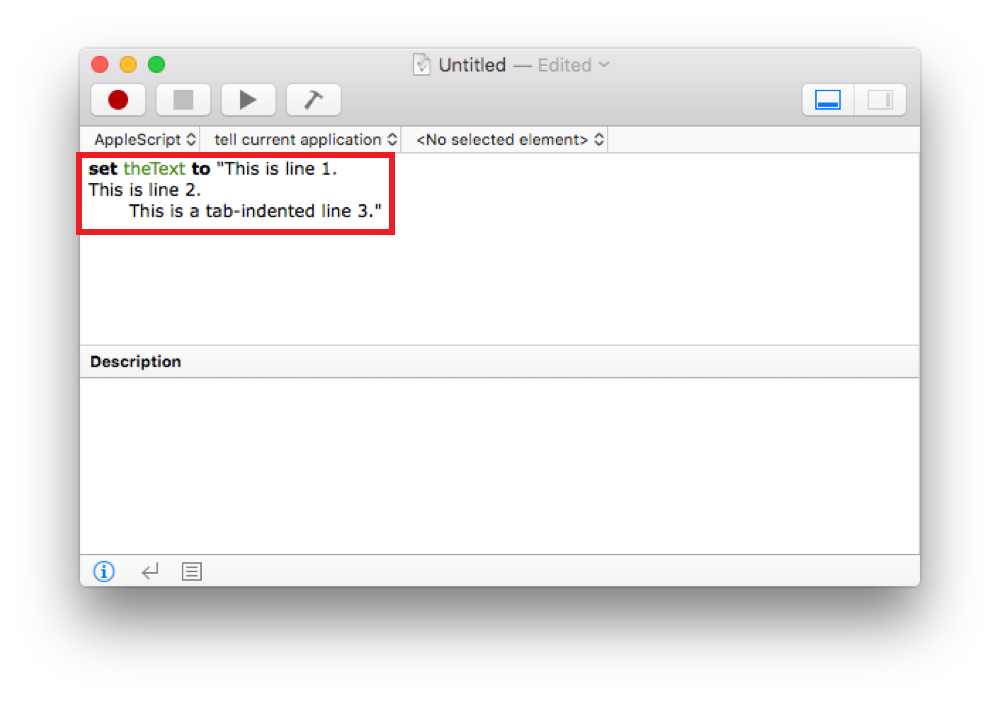 Untitled — Edited
AppleScript tell current application <No selected element>
set theText to "This is line 1.
This is line 2.
This is a tab-indented line 3."
Description